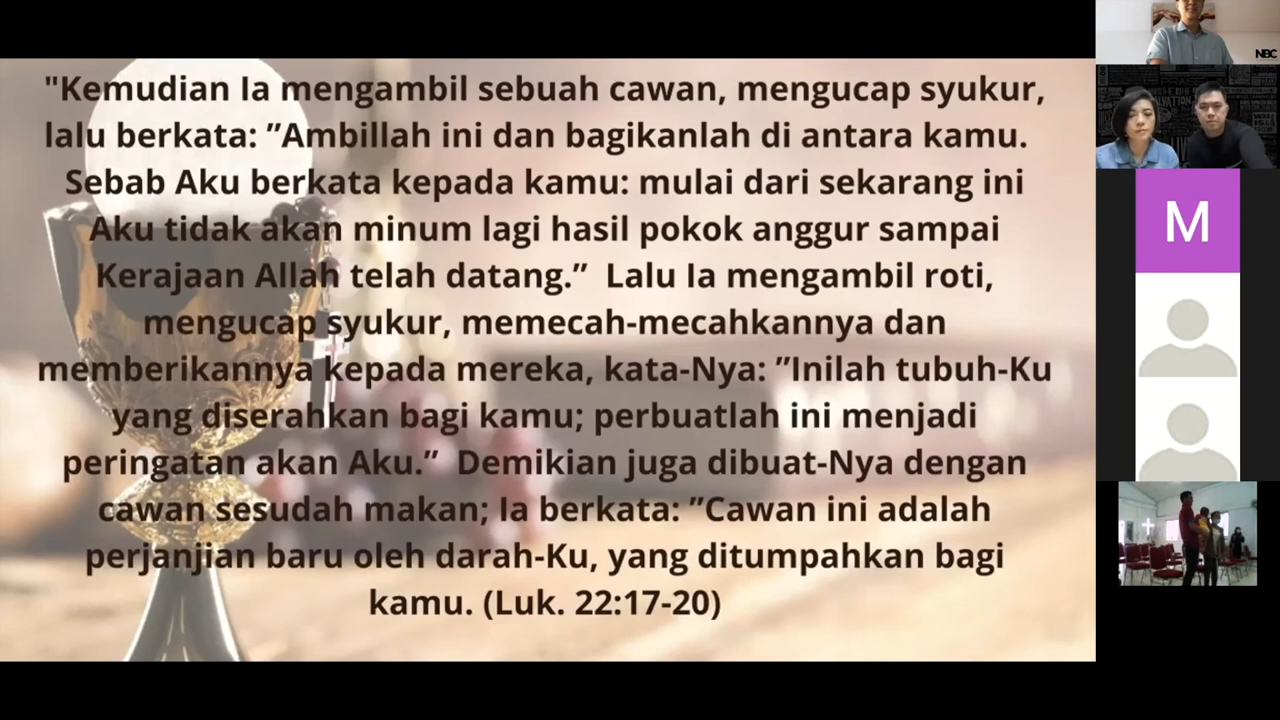 "Kemudian Ia mengambil sebuah cawan, mengucap syukur,
lalu berkata: ”Ambillah ini dan bagikanlah di antara kamu.
Sebab Aku berkata kepada kamu: mulai dari sekarang ini
Aku tidak akan minum lagi hasil pokok anggur sampai
Kerajaan Allah telah datang.” Lalu Ia mengambil roti,
mengucap syukur, memecah-mecahkannya dan
memberikannya kepada mereka, kata-Nya: ”Inilah tubuh-Ku
yang diserahkan bagi kamu; perbuatlah ini menjadi
peringatan akan Aku.” Demikian juga dibuat-Nya dengan
cawan sesudah makan; Ia berkata: ”Cawan ini adalah
perjanjian baru oleh darah-Ku, yang ditumpahkan bagi
kamu. (Luk. 22:17-20)
NBC
M